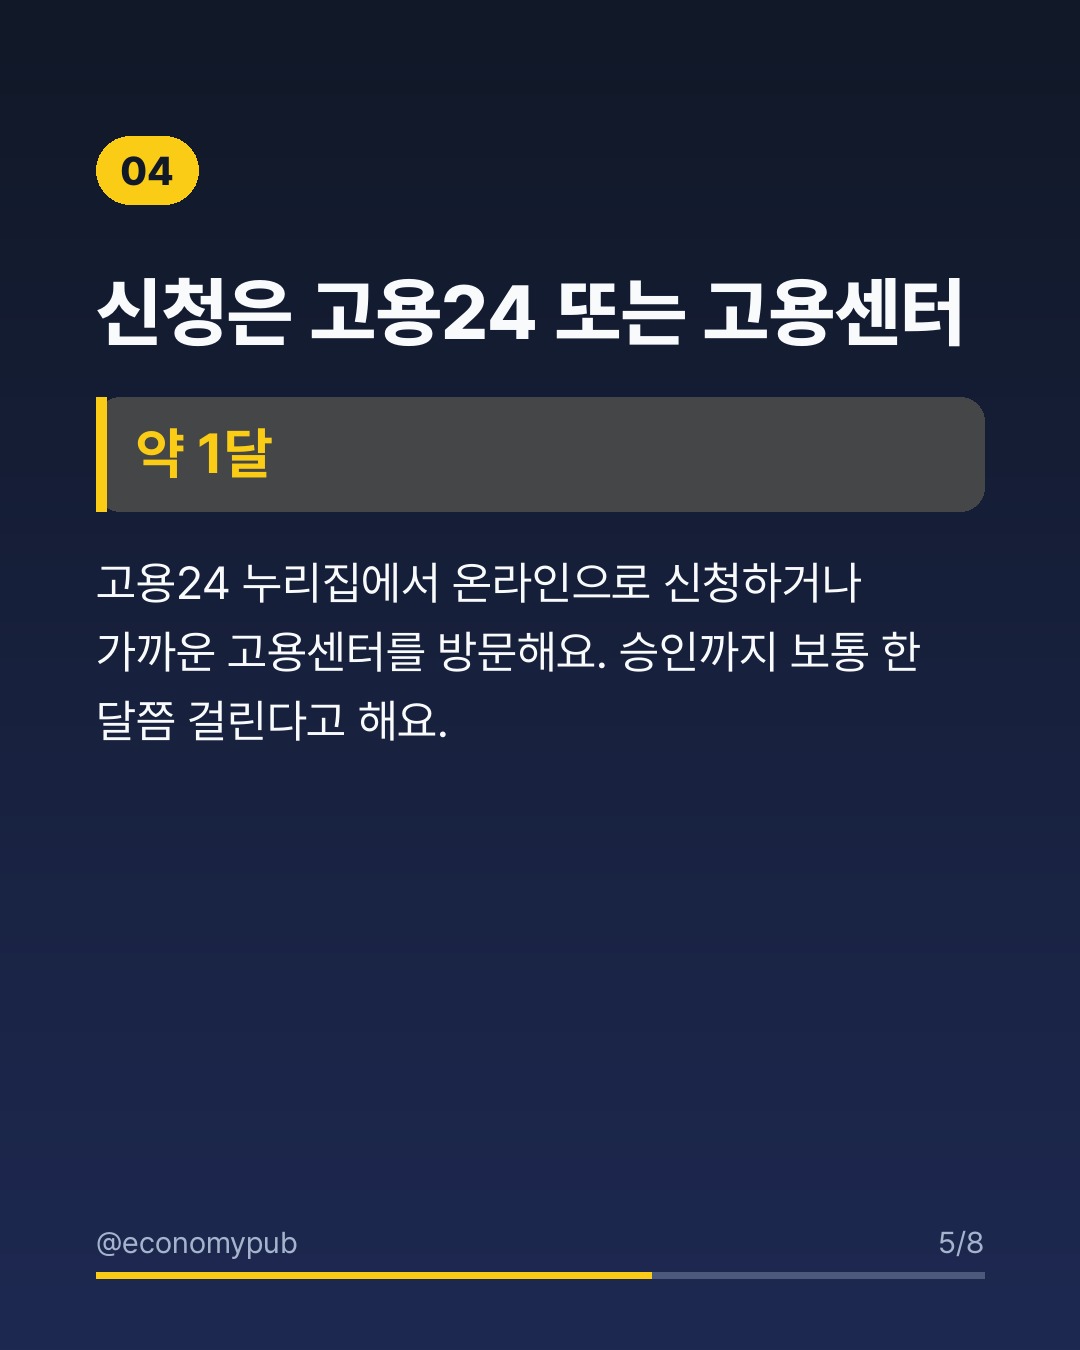 04
신청은 고용24 또는 고용센터
약 1달
고용24 누리집에서 온라인으로 신청하거나
가까운 고용센터를 방문해요. 승인까지 보통 한
달쯤 걸린다고 해요.
@economypub
5/8